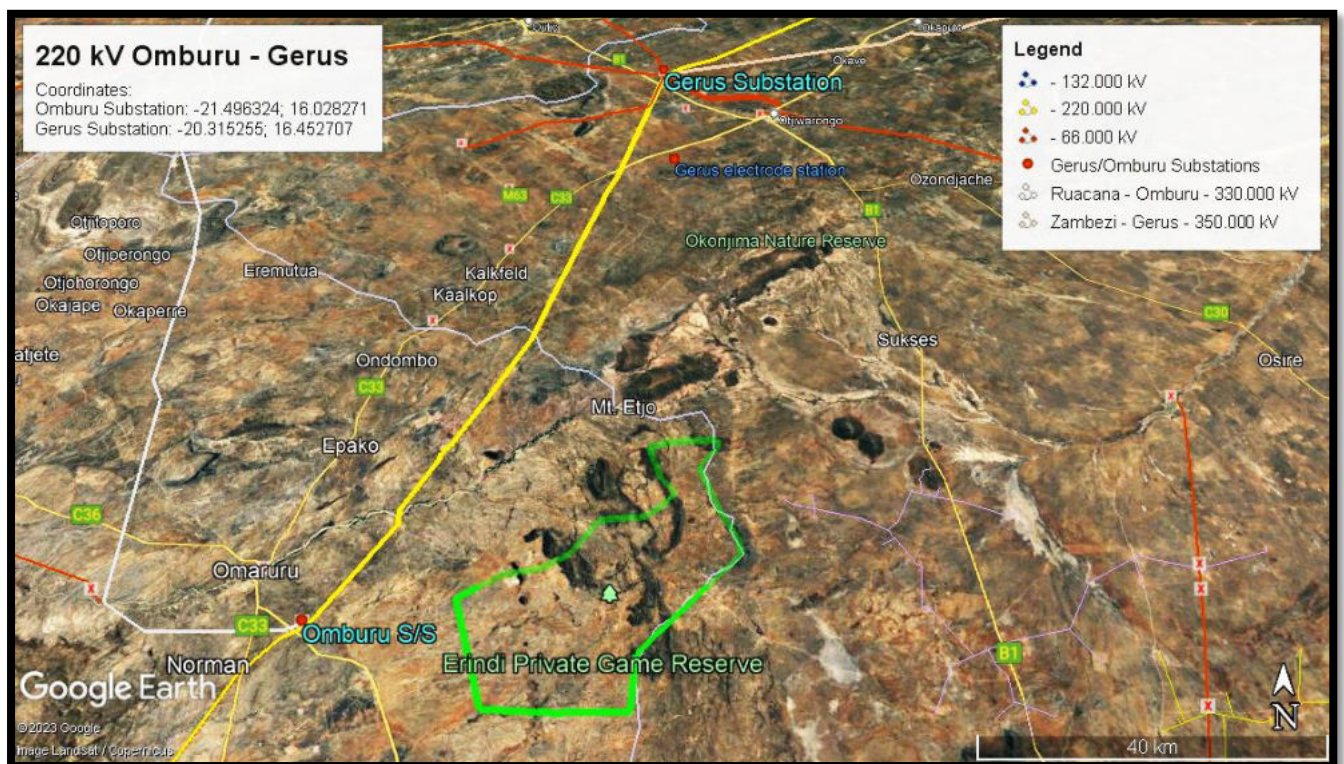 220 kV Omburu - Gerus
Coordinates:
Omburu Substation: -21.496324; 16.028271
Gerus Substation: -20.315255; 16.452707
Legend
- 132.000 kV
- 220.000 kV
- 66.000 kV
Gerus/Omburu Substations
Ruacana - Omburu - 330.000 kV
Zambezi - Gerus - 350.000 kV
B1
Okave
Gerus Substation
Otjiwarongo
Gerus electrode station
Ozondjache
M63
C33
B1
Otjitoporo
Otjiperongo
Otjohorongo
Okajape
Okaperre
Eremutua
Kalkfeld
Kaalkop
Okonjima Nature Reserve
C30
Sukses
Osire
atjete
Ondombo
C33
Mt. Etjo
Epako
C36
Omaruru
C33
Omburu S/S
Norman
Erindi Private Game Reserve
B1
Google Earth
©2023 Google
Image Landsat / Copernicus
N
40 km